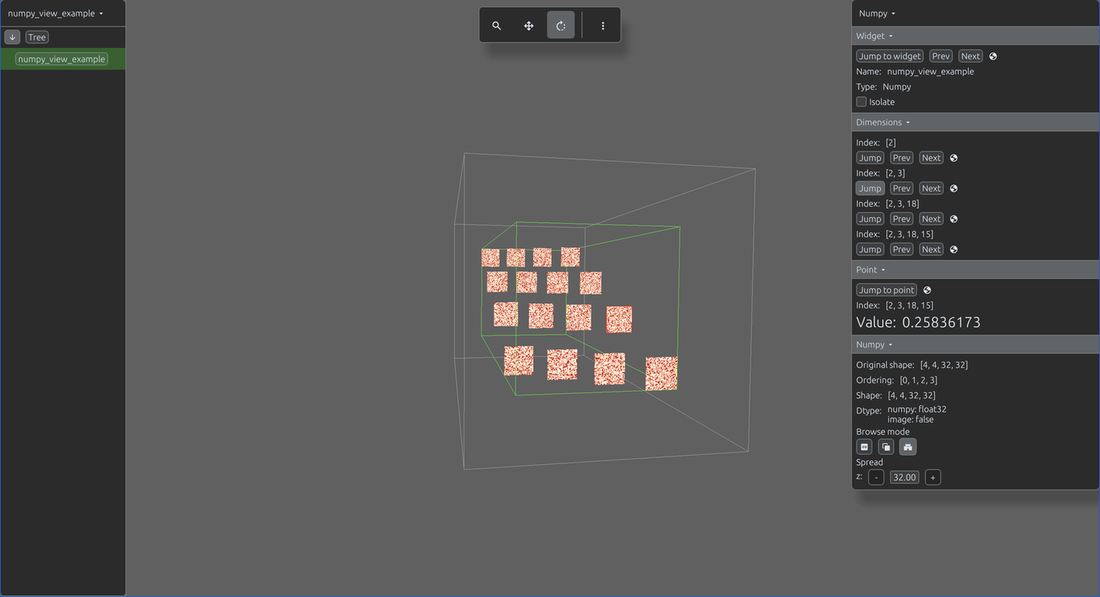 numpy_view_example
Tree
numpy_view_example
Numpy
Widget
Jump to widget Prev Next
Name: numpy_view_example
Type: Numpy
Isolate
Dimensions
Index: [2]
Jump Prev Next
Index: [2, 3]
Jump Prev Next
Index: [2, 3, 18]
Jump Prev Next
Index: [2, 3, 18, 15]
Jump Prev Next
Point
Jump to point
Index: [2, 3, 18, 15]
Value: 0.25836173
Numpy
Original shape: [4, 4, 32, 32]
Ordering: [0, 1, 2, 3]
Shape: [4, 4, 32, 32]
Dtype: numpy: float32
image: false
Browse mode
Spread
z: - 32.00 +